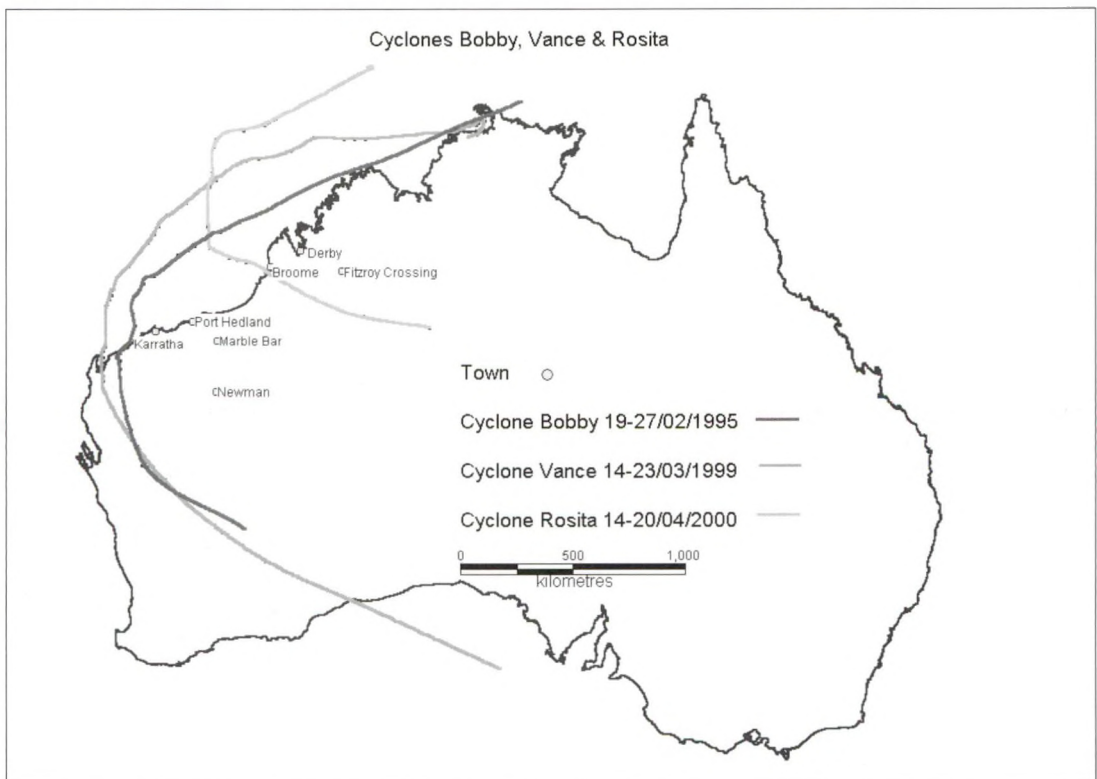 Cyclones Bobby, Vance & Rosita
Derby
Broome
Fitzroy Crossing
Port Hedland
Karratha
Marble Bar
Newman
Town
Cyclone Bobby 19-27/02/1995
Cyclone Vance 14-23/03/1999
Cyclone Rosita 14-20/04/2000
0 500 1,000
kilometres